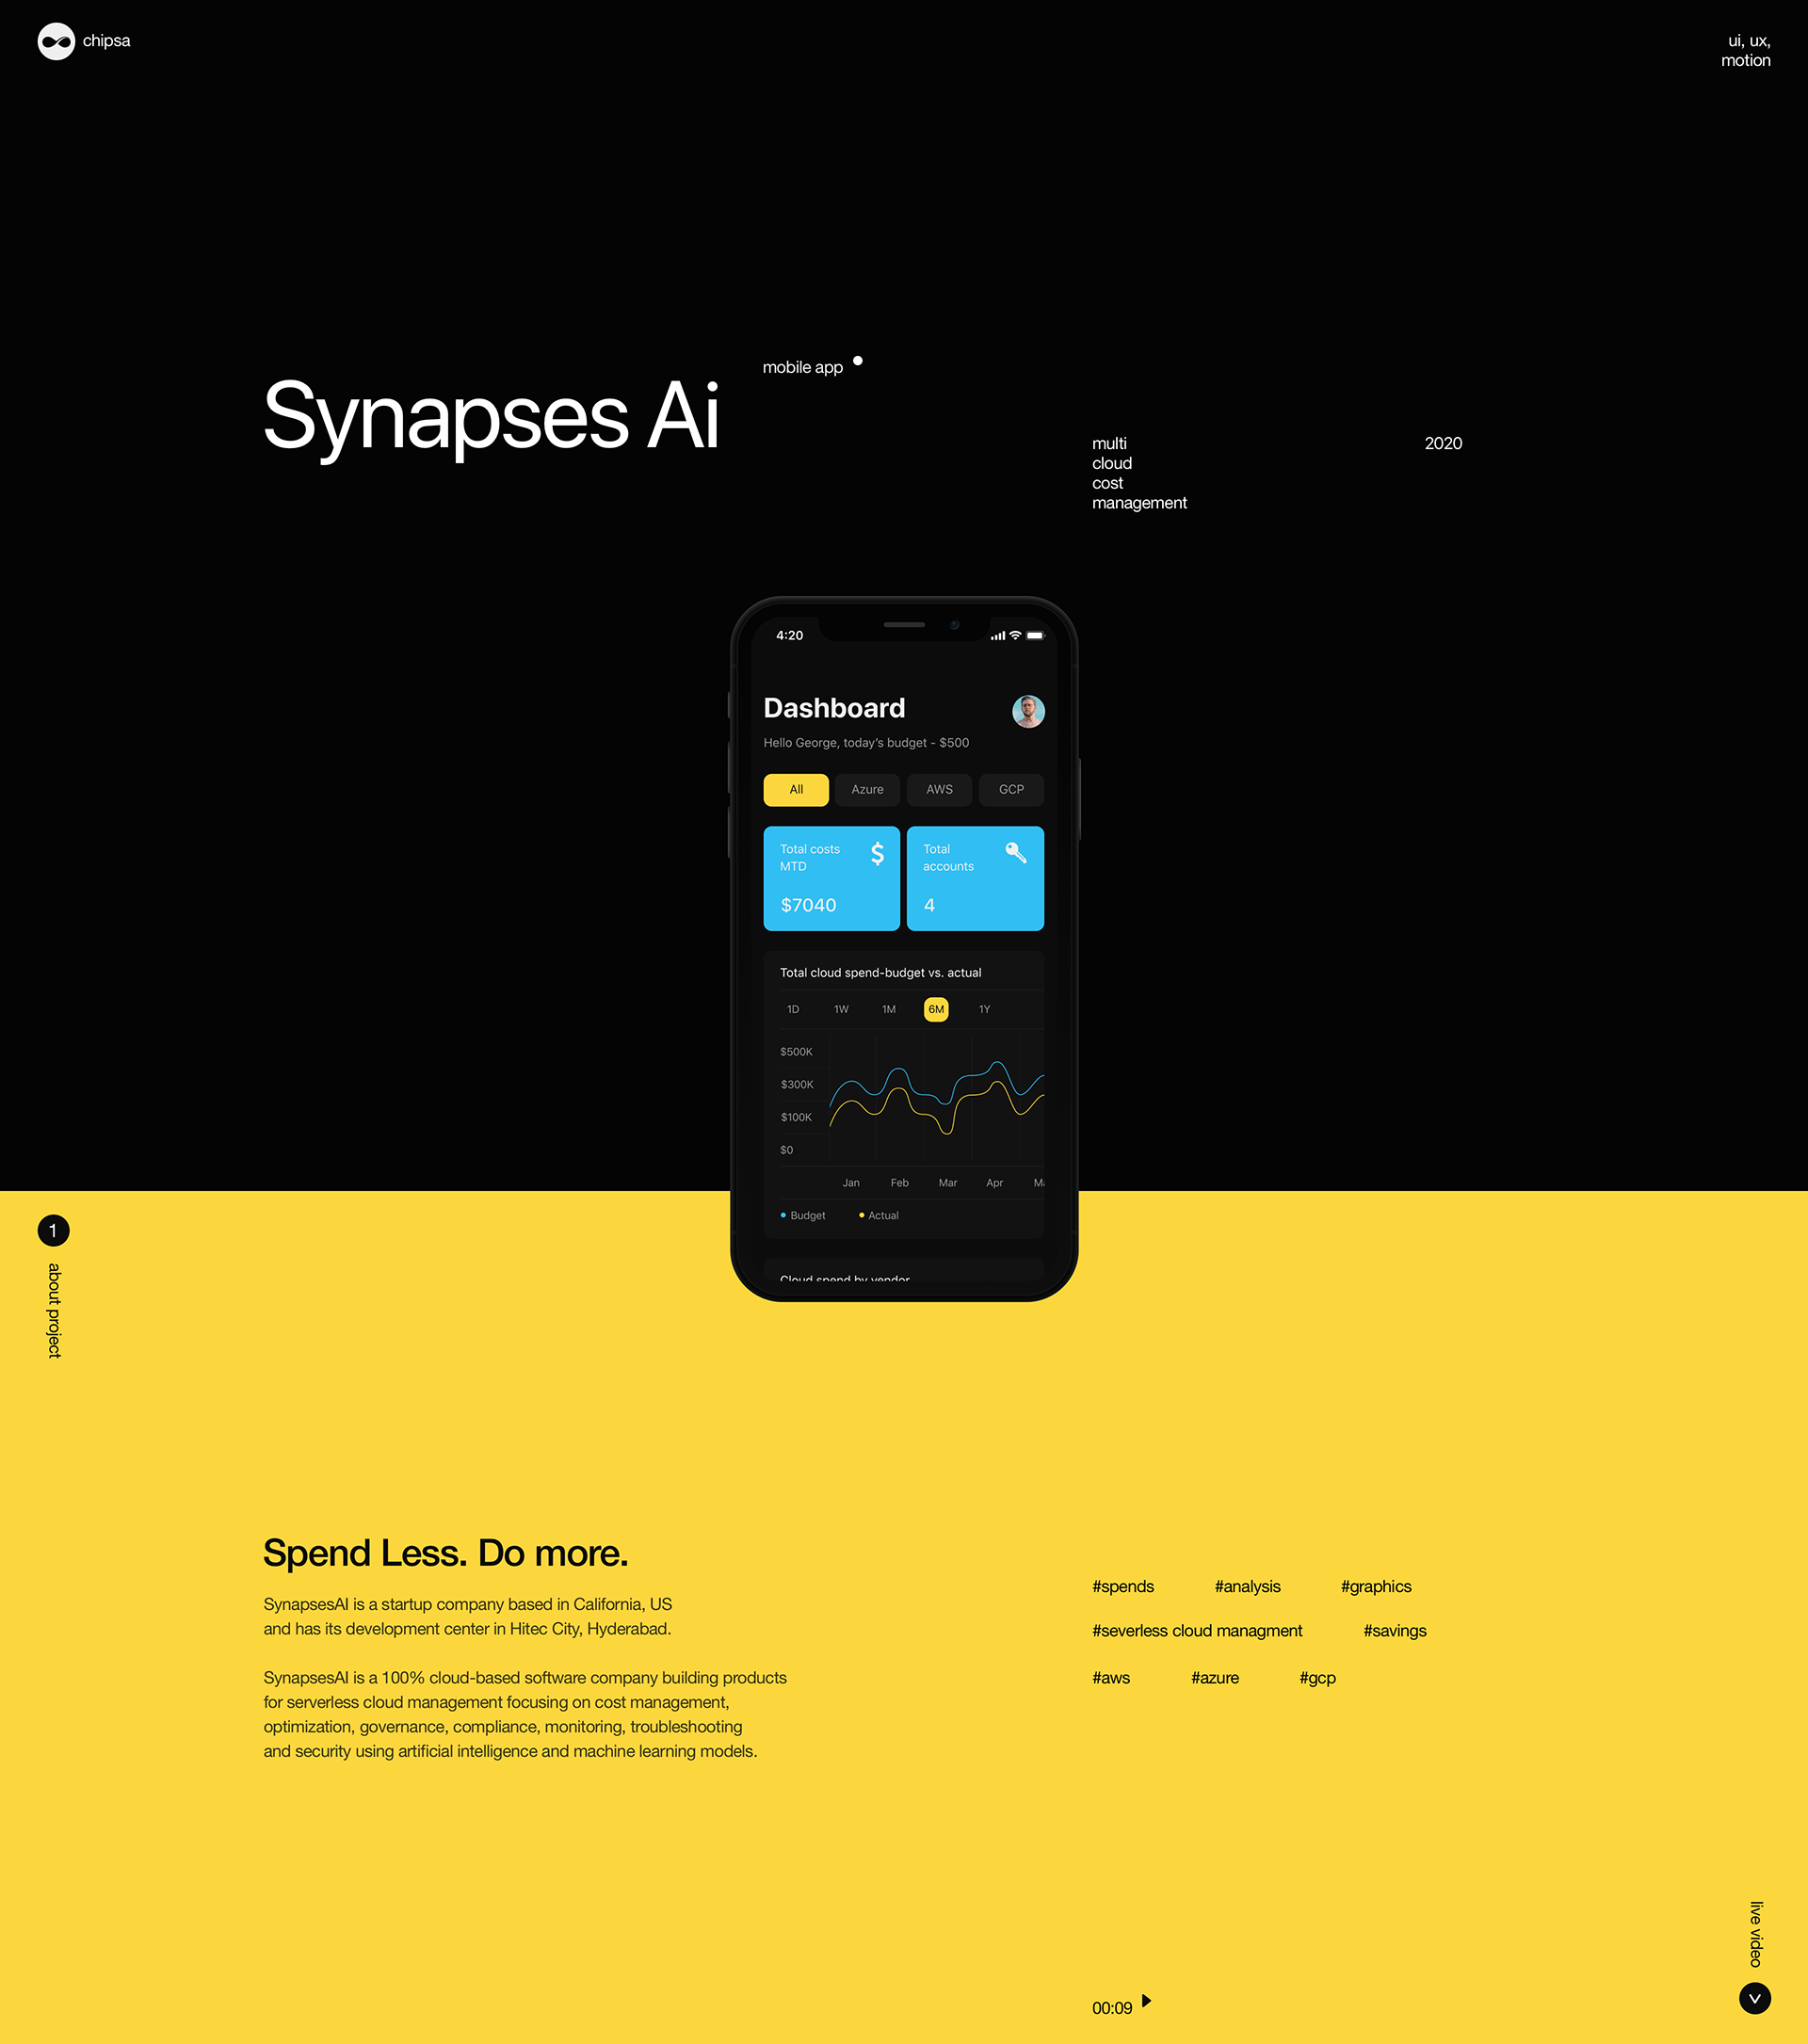 chipsa
ui, ux,
motion
mobile app
Synapses Ai
multi
cloud
cost
management
2020
4:20
Dashboard
Hello George, today's budget - $500
All Azure AWS GCP
Total costs
MTD
$7040
Total
accounts
4
Total cloud spend-budget vs. actual
1D 1W 1M 6M 1Y
$500K
$300K
$100K
$0
Jan Feb Mar Apr
Budget Actual
Cloud spend by vendor
1
about project
Spend Less. Do more.
SynapsesAI is a startup company based in California, US
and has its development center in Hitec City, Hyderabad.
SynapsesAI is a 100% cloud-based software company building products
for serverless cloud management focusing on cost management,
optimization, governance, compliance, monitoring, troubleshooting
and security using artificial intelligence and machine learning models.
#spends #analysis #graphics
#severless cloud managment #savings
#aws #azure #gcp
live video
00:09